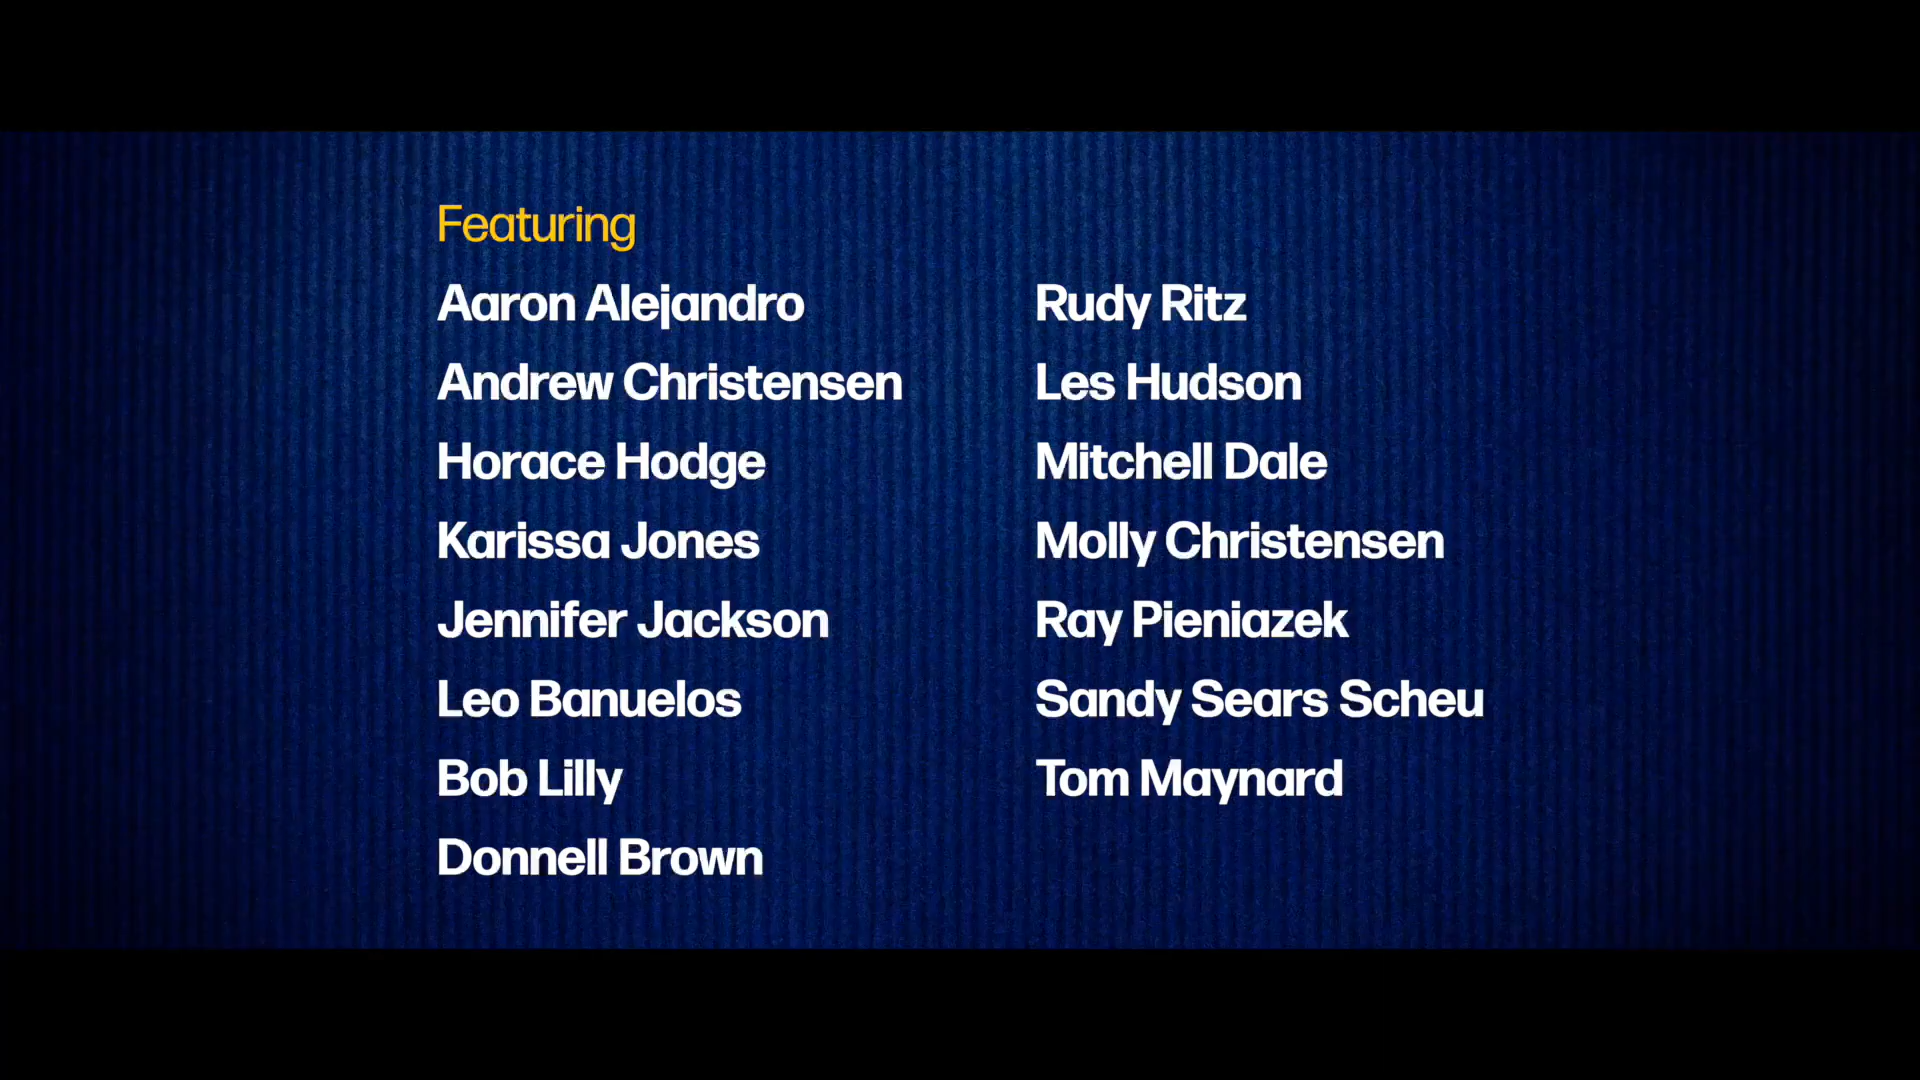 Featuring
Aaron Alejandro
Andrew Christensen
Horace Hodge
Karissa Jones
Jennifer Jackson
Leo Banuelos
Bob Lilly
Donnell Brown
Rudy Ritz
Les Hudson
Mitchell Dale
Molly Christensen
Ray Pieniazek
Sandy Sears Scheu
Tom Maynard